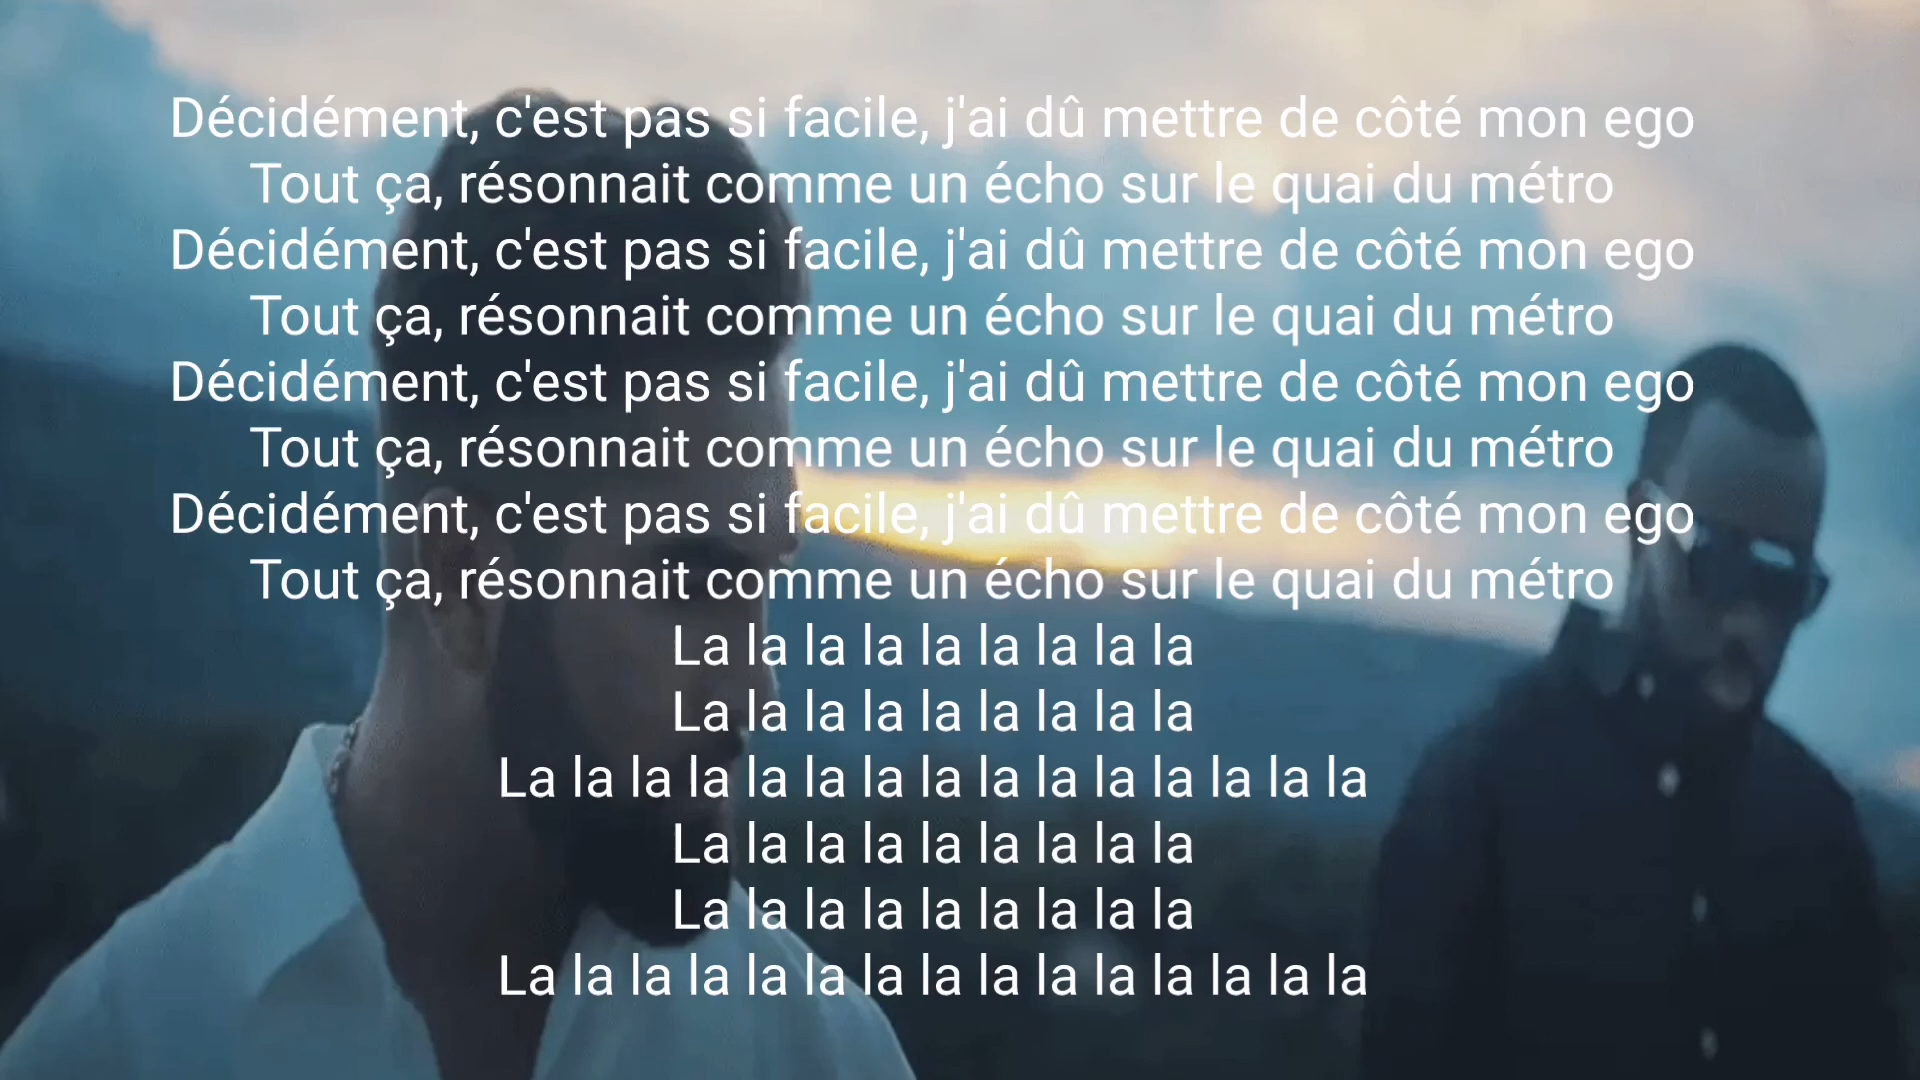 Décidément, c'est pas si facile, j'ai dû mettre de côté mon ego
Tout ça, résonnait comme un écho sur le quai du métro
Décidément, c'est pas si facile, j'ai dû mettre de côté mon ego
Tout ça, résonnait comme un écho sur le quai du métro
Décidément, c'est pas si facile, j'ai dû mettre de côté mon ego
Tout ça, résonnait comme un écho sur le quai du métro
Décidément, c'est pas si facile, j'ai dû mettre de côté mon ego
Tout ça, résonnait comme un écho sur le quai du métro
La la la la la la la la la
La la la la la la la la la
La la la la la la la la la la la la la la la
La la la la la la la la la
La la la la la la la la la
La la la la la la la la la la la la la la la